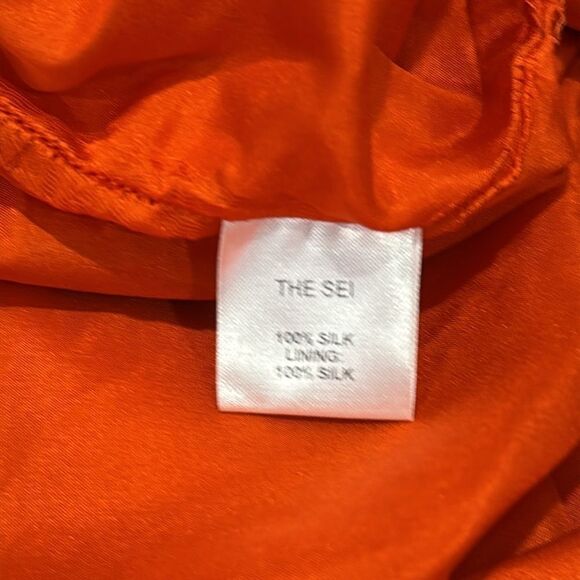 THE SEI
100% SILK
LINING:
100% SILK